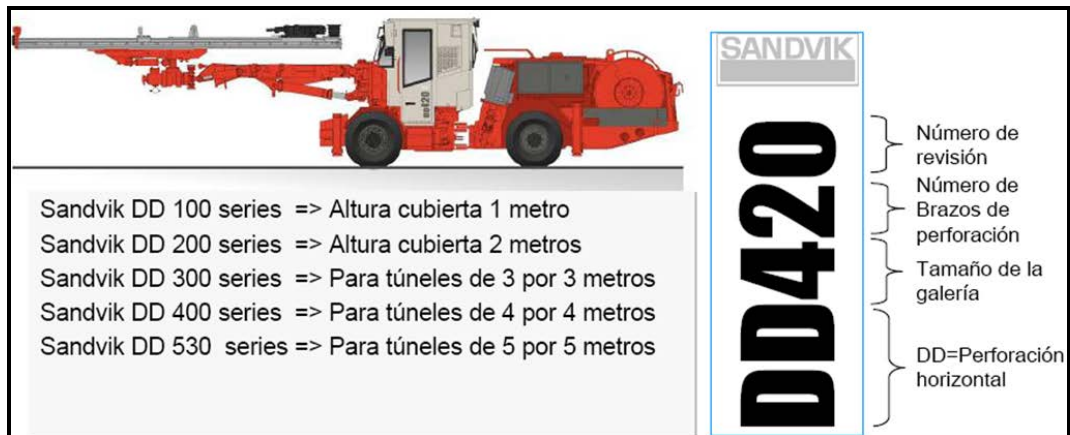 Sandvik DD 100 series => Altura cubierta 1 metro
Sandvik DD 200 series => Altura cubierta 2 metros
Sandvik DD 300 series => Para túneles de 3 por 3 metros
Sandvik DD 400 series => Para túneles de 4 por 4 metros
Sandvik DD 530 series => Para túneles de 5 por 5 metros
SANDVIK
DD420
Número de
revisión
Número de
Brazos de
perforación
Tamaño de la
galería
DD=Perforación
horizontal